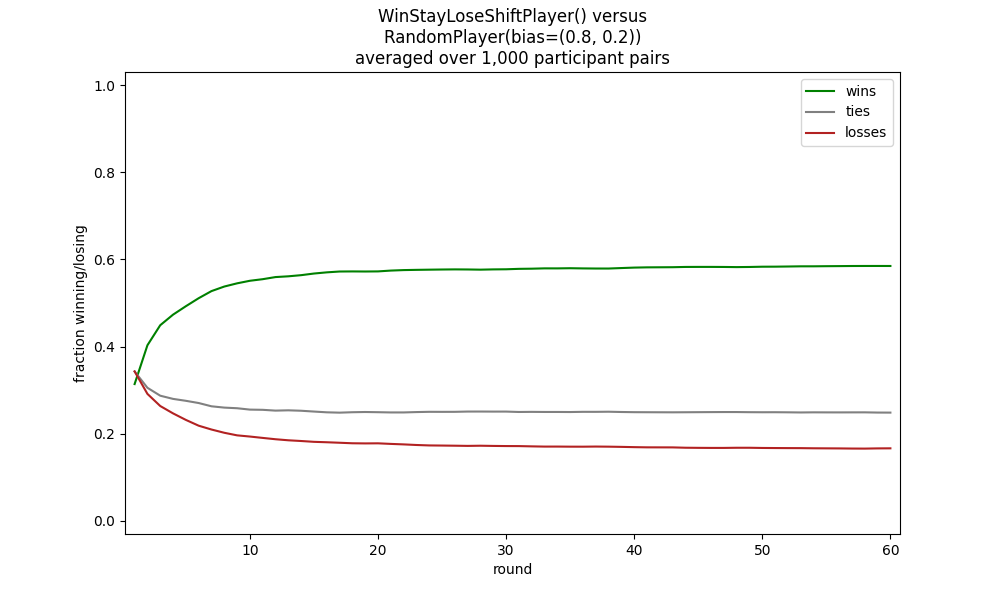 WinStayLoseShiftPlayer() versus
RandomPlayer(bias=(0.8, 0.2))
averaged over 1,000 participant pairs
wins
ties
losses
fraction winning/losing
1.0
0.8
0.6
0.4
0.2
0.0
10
20
30
40
50
60
round